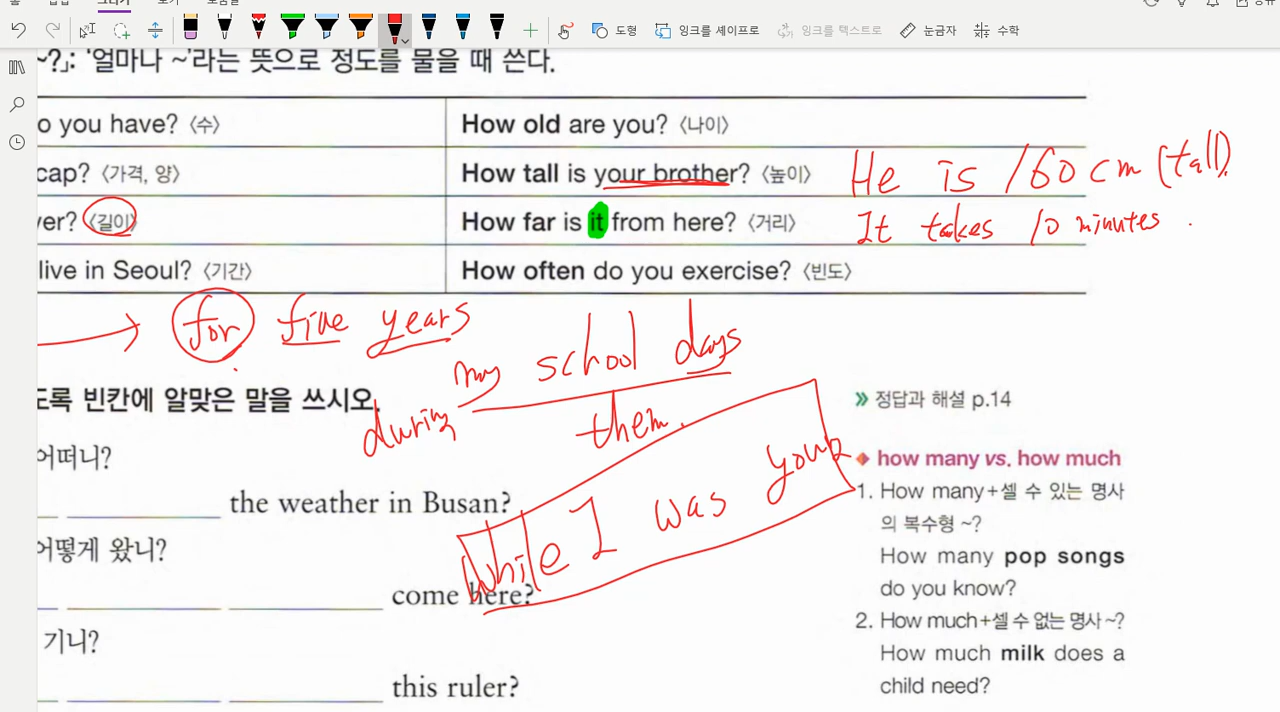 그리기
도형
잉크를 셰이프로
잉크를 텍스트로
눈금자
수학
~?」: '얼마나 ~'라는 뜻으로 정도를 물을 때 쓴다.
o you have? 〈수〉 How old are you? 〈나이〉
cap? 〈가격, 양〉 How tall is your brother? 〈높이〉 He is 160 cm (tall).
ver? 〈길이〉 How far is it from here? 〈거리〉 It takes 10 minutes.
live in Seoul? 〈기간〉 How often do you exercise? 〈빈도〉
for five years
during my school days
them.
while I was young
도록 빈칸에 알맞은 말을 쓰시오.
어떠니?
the weather in Busan?
어떻게 왔니?
come here?
기니?
this ruler?
» 정답과 해설 p.14
how many vs. how much
1. How many+셀 수 있는 명사
의 복수형 ~?
How many pop songs
do you know?
2. How much+셀 수 없는 명사 ~?
How much milk does a
child need?